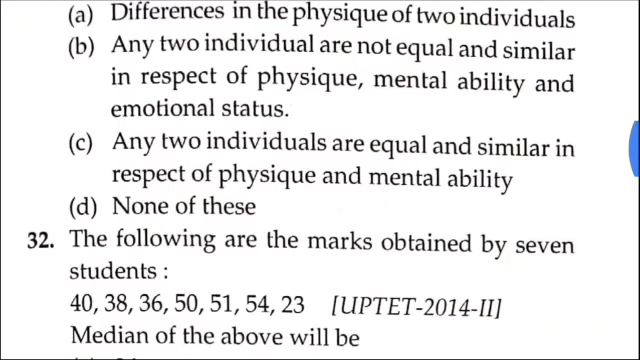 (a) Differences in the physique of two individuals
(b) Any two individual are not equal and similar
in respect of physique, mental ability and
emotional status.
(c) Any two individuals are equal and similar in
respect of physique and mental ability
(d) None of these
32. The following are the marks obtained by seven
students :
40, 38, 36, 50, 51, 54, 23 [UPTET-2014-II]
Median of the above will be